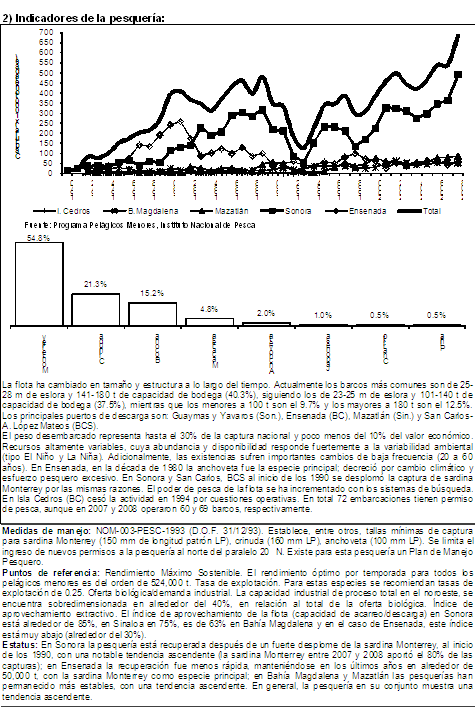 2) Indicadores de la pesquería:
700
650
600
550
500
450
400
350
300
250
200
150
100
50
0
I. Cedros B. Magdalena Mazatlán Sonora Ensenada Total
Fuente: Programa Pelágicos Menores, Instituto Nacional de Pesca
54.8%
21.3%
15.2%
4.8%
2.0%
1.0%
0.5%
0.5%
La flota ha cambiado en tamaño y estructura a lo largo del tiempo. Actualmente los barcos más comunes son de 25-
28 m de eslora y 141-180 t de capacidad de bodega (40.3%), siguiendo los de 23-25 m de eslora y 101-140 t de
capacidad de bodega (37.5%), mientras que los menores a 100 t son el 9.7% y los mayores a 180 t son el 12.5%.
Los principales puertos de descarga son: Guaymas y Yavaros (Son.), Ensenada (BC), Mazatlán (Sin.) y San Carlos-
A. López Mateos (BCS).
El peso desembarcado representa hasta el 30% de la captura nacional y poco menos del 10% del valor económico.
Recursos altamente variables, cuya abundancia y disponibilidad responde fuertemente a la variabilidad ambiental
(tipo El Niño y La Niña). Adicionalmente, las existencias sufren importantes cambios de baja frecuencia (20 a 60
años). En Ensenada, en la década de 1980 la anchoveta fue la especie principal; decreció por cambio climático y
esfuerzo pesquero excesivo. En Sonora y San Carlos, BCS al inicio de los 1990 se desplomó la captura de sardina
Monterrey por las mismas razones. El poder de pesca de la flota se ha incrementado con los sistemas de búsqueda.
En Isla Cedros (BC) cesó la actividad en 1994 por cuestiones operativas. En total 72 embarcaciones tienen permiso
de pesca, aunque en 2007 y 2008 operaron 60 y 69 barcos, respectivamente.
Medidas de manejo: NOM-003-PESC-1993 (D.O.F. 31/12/93). Establece, entre otros, tallas mínimas de captura
para sardina Monterrey (150 mm de longitud patrón LP), crinuda (160 mm LP), anchoveta (100 mm LP). Se limita el
ingreso de nuevos permisos a la pesquería al norte del paralelo 20 N. Existe para esta pesquería un Plan de Manejo
Pesquero.
Puntos de referencia: Rendimiento Máximo Sostenible. El rendimiento óptimo por temporada para todos los
pelágicos menores es del orden de 524,000 t. Tasa de explotación. Para estas especies se recomiendan tasas de
explotación de 0.25. Oferta biológica/demanda industrial. La capacidad industrial de proceso total en el noroeste, se
encuentra sobredimensionada en alrededor del 40%, en relación al total de la oferta biológica. Índice de
aprovechamiento extractivo. El índice de aprovechamiento de la flota (capacidad de acarreo/descarga) en Sonora
está alrededor de 85%, en Sinaloa en 75%, es de 63% en Bahía Magdalena y en el caso de Ensenada, este índice
está muy abajo (alrededor del 30%).
Estatus: En Sonora la pesquería está recuperada después de un fuerte desplome de la sardina Monterrey, al inicio
de los 1990, con una notable tendencia ascendente (la sardina Monterrey entre 2007 y 2008 aportó el 80% de las
capturas); en Ensenada la recuperación fue menos rápida, manteniéndose en los últimos años en alrededor de
50,000 t, con la sardina Monterrey como especie principal; en Bahía Magdalena y Mazatlán las pesquerías han
permanecido más estables, con una tendencia ascendente. En general, la pesquería en su conjunto muestra una
tendencia ascendente.